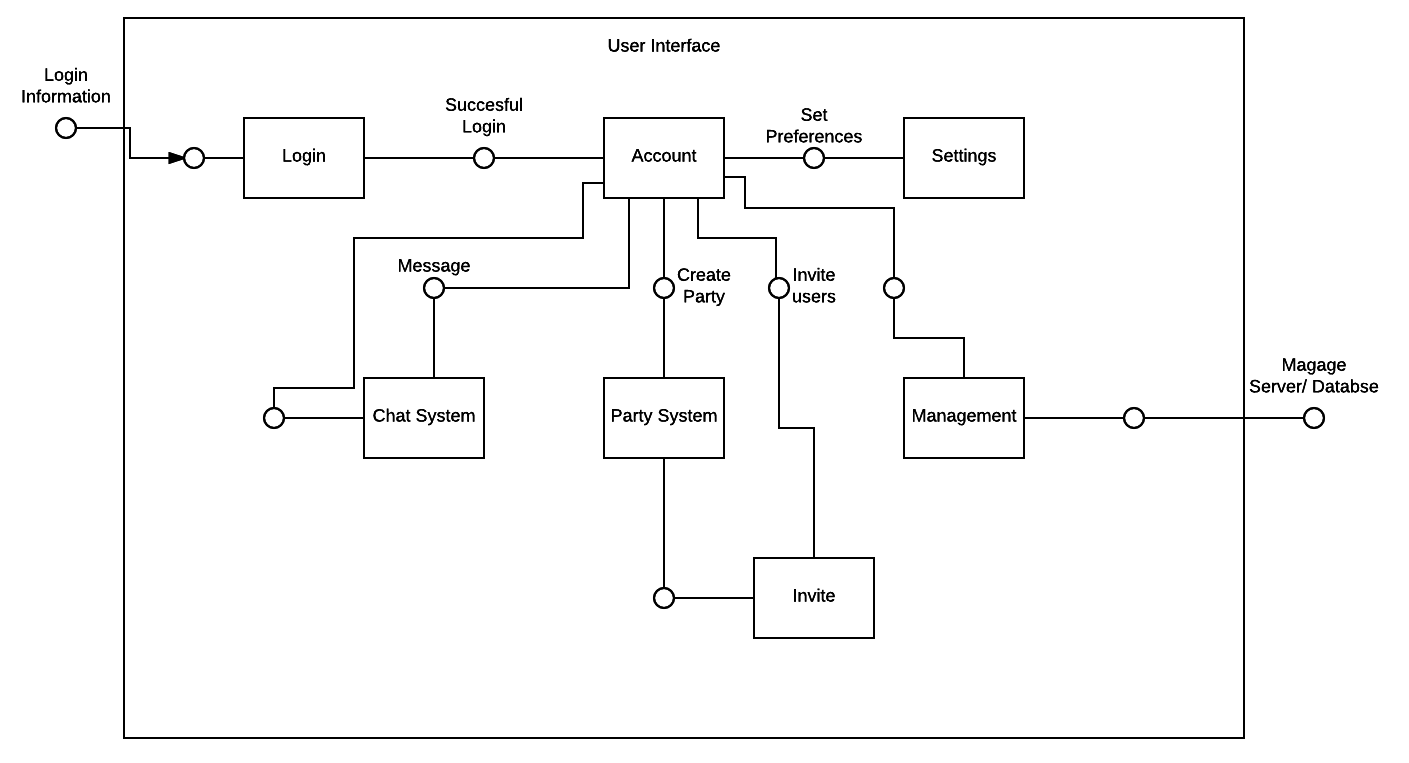 User Interface
Login
Information
Succesful
Login
Set
Preferences
Login
Account
Settings
Message
Create
Party
Invite
users
Magage
Server/ Databse
Chat System
Party System
Management
Invite